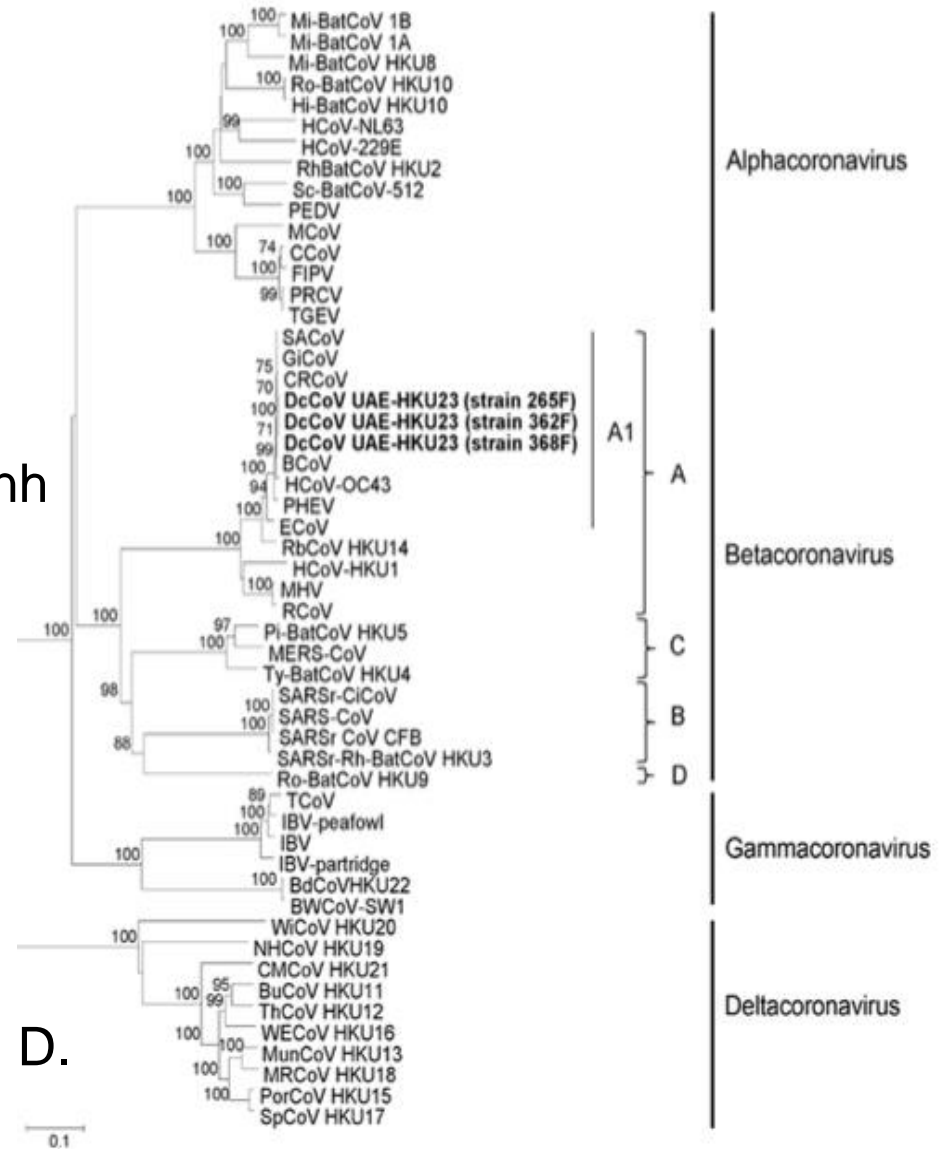 100 Mi-BatCoV 1B
100 Mi-BatCoV 1A
Mi-BatCoV HKU8
100 Ro-BatCoV HKU10
Hi-BatCoV HKU10
99 HCoV-NL63
HCoV-229E
100 RhBatCoV HKU2
100 Sc-BatCoV-512
100 PEDV
MCoV
100 74 CCoV
100 FIPV
99 PRCV
TGEV
Alphacoronavirus
SACoV
75 GiCoV
70 CRCoV
100 DcCoV UAE-HKU23 (strain 265F)
71 DcCoV UAE-HKU23 (strain 362F)
99 DcCoV UAE-HKU23 (strain 368F)
100 BCoV
94 HCoV-OC43
100 PHEV
ECoV
100 RbCoV HKU14
HCoV-HKU1
100 MHV
RCoV
A1
A
nh
Betacoronavirus
100
100
97 Pi-BatCoV HKU5
100 MERS-CoV
Ty-BatCoV HKU4
C
98
100 SARSr-CiCoV
100 SARS-CoV
SARSr CoV CFB
SARSr-Rh-BatCoV HKU3
B
88
Ro-BatCoV HKU9
D
89 TCoV
100 IBV-peafowl
100 IBV
100 IBV-partridge
100 BdCoVHKU22
BWCoV-SW1
Gammacoronavirus
WiCoV HKU20
100 NHCoV HKU19
CMCoV HKU21
100 95 BuCoV HKU11
99 ThCoV HKU12
100 WECoV HKU16
100 MunCoV HKU13
100 MRCoV HKU18
100 PorCoV HKU15
SpCoV HKU17
Deltacoronavirus
D.
0.1